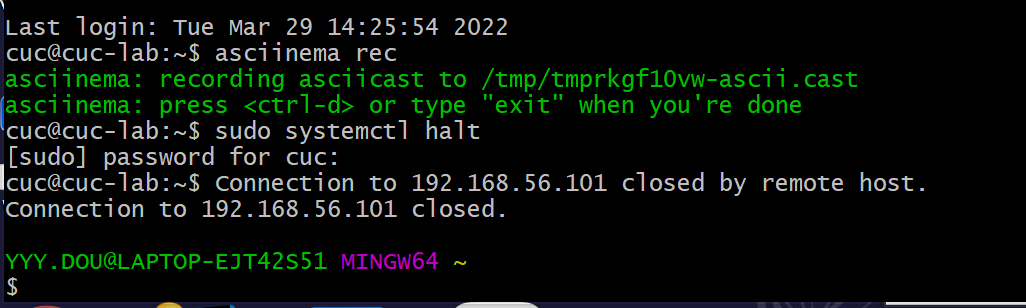 Last login: Tue Mar 29 14:25:54 2022
cuc@cuc-lab:~$ asciinema rec
asciinema: recording asciicast to /tmp/tmprkgf10vw-ascii.cast
asciinema: press <ctrl-d> or type "exit" when you're done
cuc@cuc-lab:~$ sudo systemctl halt
[sudo] password for cuc:
cuc@cuc-lab:~$ Connection to 192.168.56.101 closed by remote host.
Connection to 192.168.56.101 closed.
YYY.DOU@LAPTOP-EJT42S51 MINGW64 ~
$